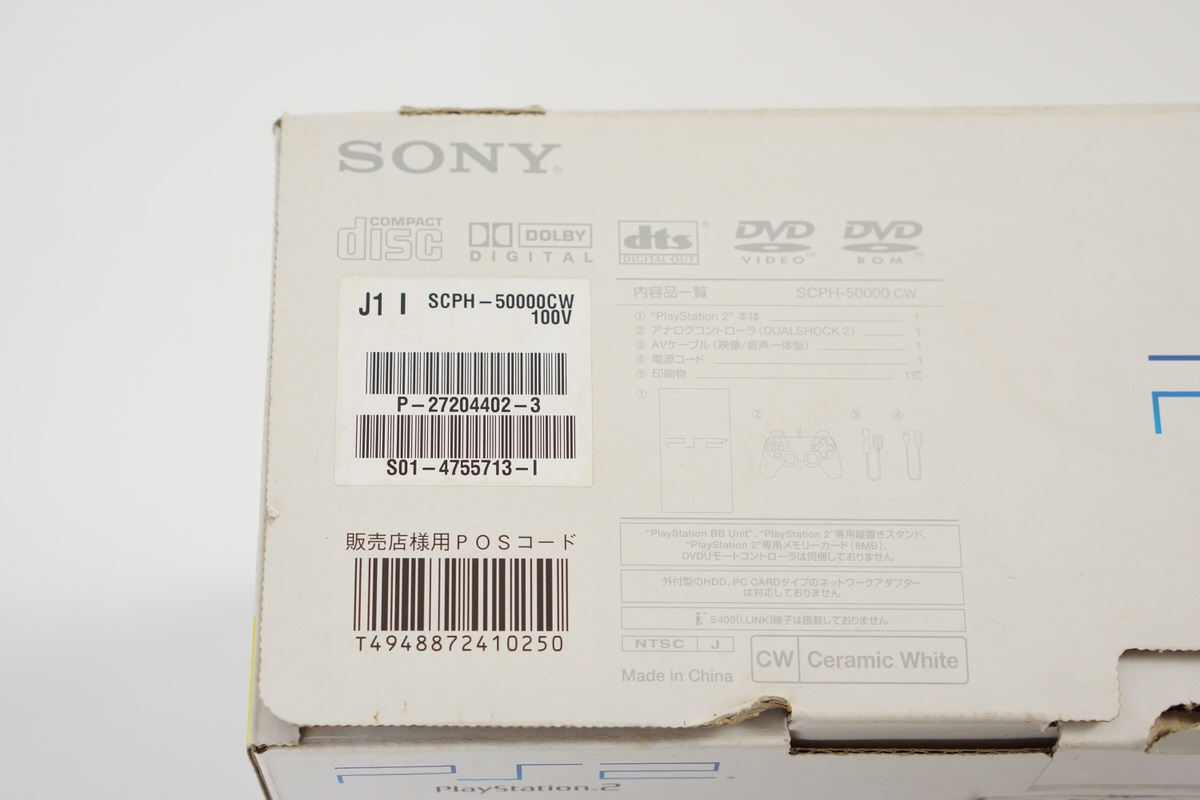 SONY®
COMPACT
disc
DOLBY
DIGITAL
dts®
DIGITAL OUT
DVD
VIDEO™
DVD
ROM™
J1 I SCPH-50000CW
100V
P-27204402-3
S01-4755713-I
販売店様用POSコード
T4948872410250
内容品一覧 SCPH-50000 CW
① “PlayStation 2” 本体 1
② アナログコントローラ(DUALSHOCK 2) 1
③ AVケーブル(映像/音声一体型) 1
④ 電源コード 1
⑤ 印刷物 1式
① ② ③ ④
PS2
“PlayStation BB Unit”、“PlayStation 2”専用縦置きスタンド、
“PlayStation 2”専用メモリーカード(8MB)、
DVDリモートコントローラは同梱しておりません
外付型のHDD、PC CARDタイプのネットワークアダプター
は対応しておりません
S400(i.LINK)端子は搭載しておりません
NTSC J
CW Ceramic White
Made in China
PS2
PlayStation.2